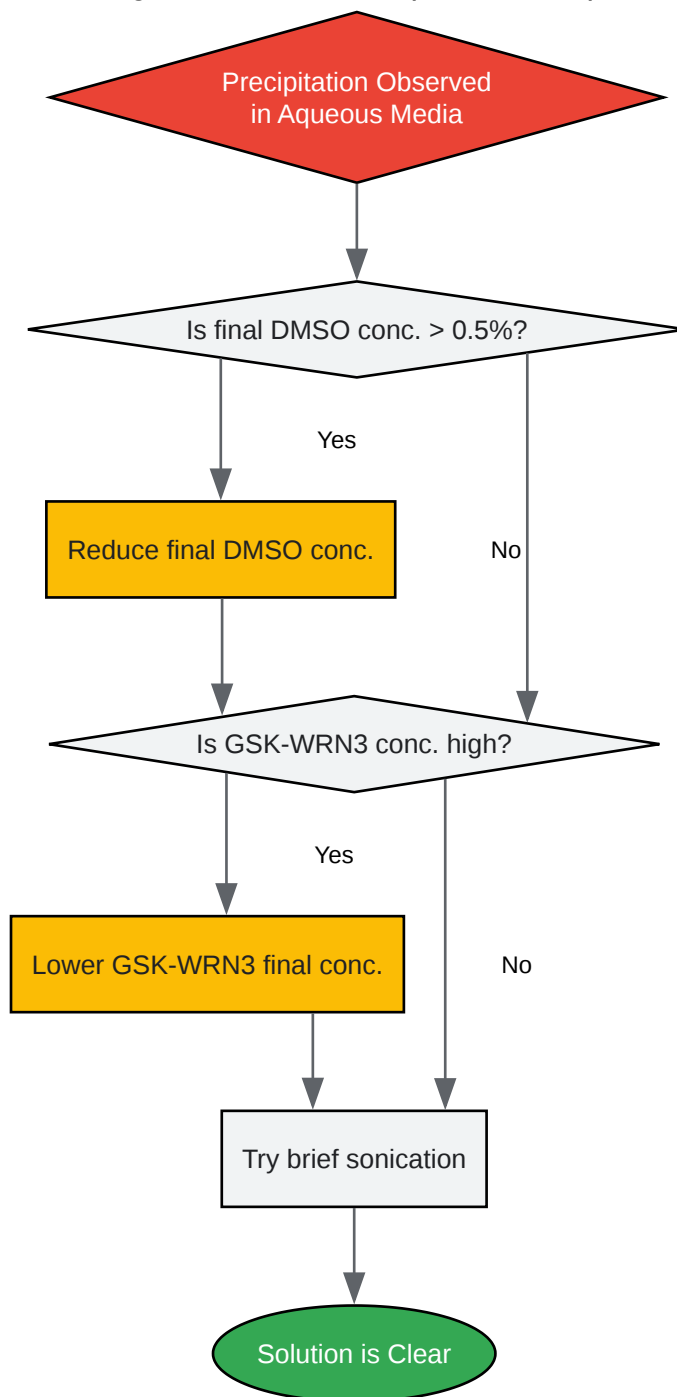 Precipitation Observed
in Aqueous Media
Is final DMSO conc. > 0.5%?
Yes
Reduce final DMSO conc.
No
Is GSK-WRN3 conc. high?
Yes
Lower GSK-WRN3 final conc.
No
Try brief sonication
Solution is Clear